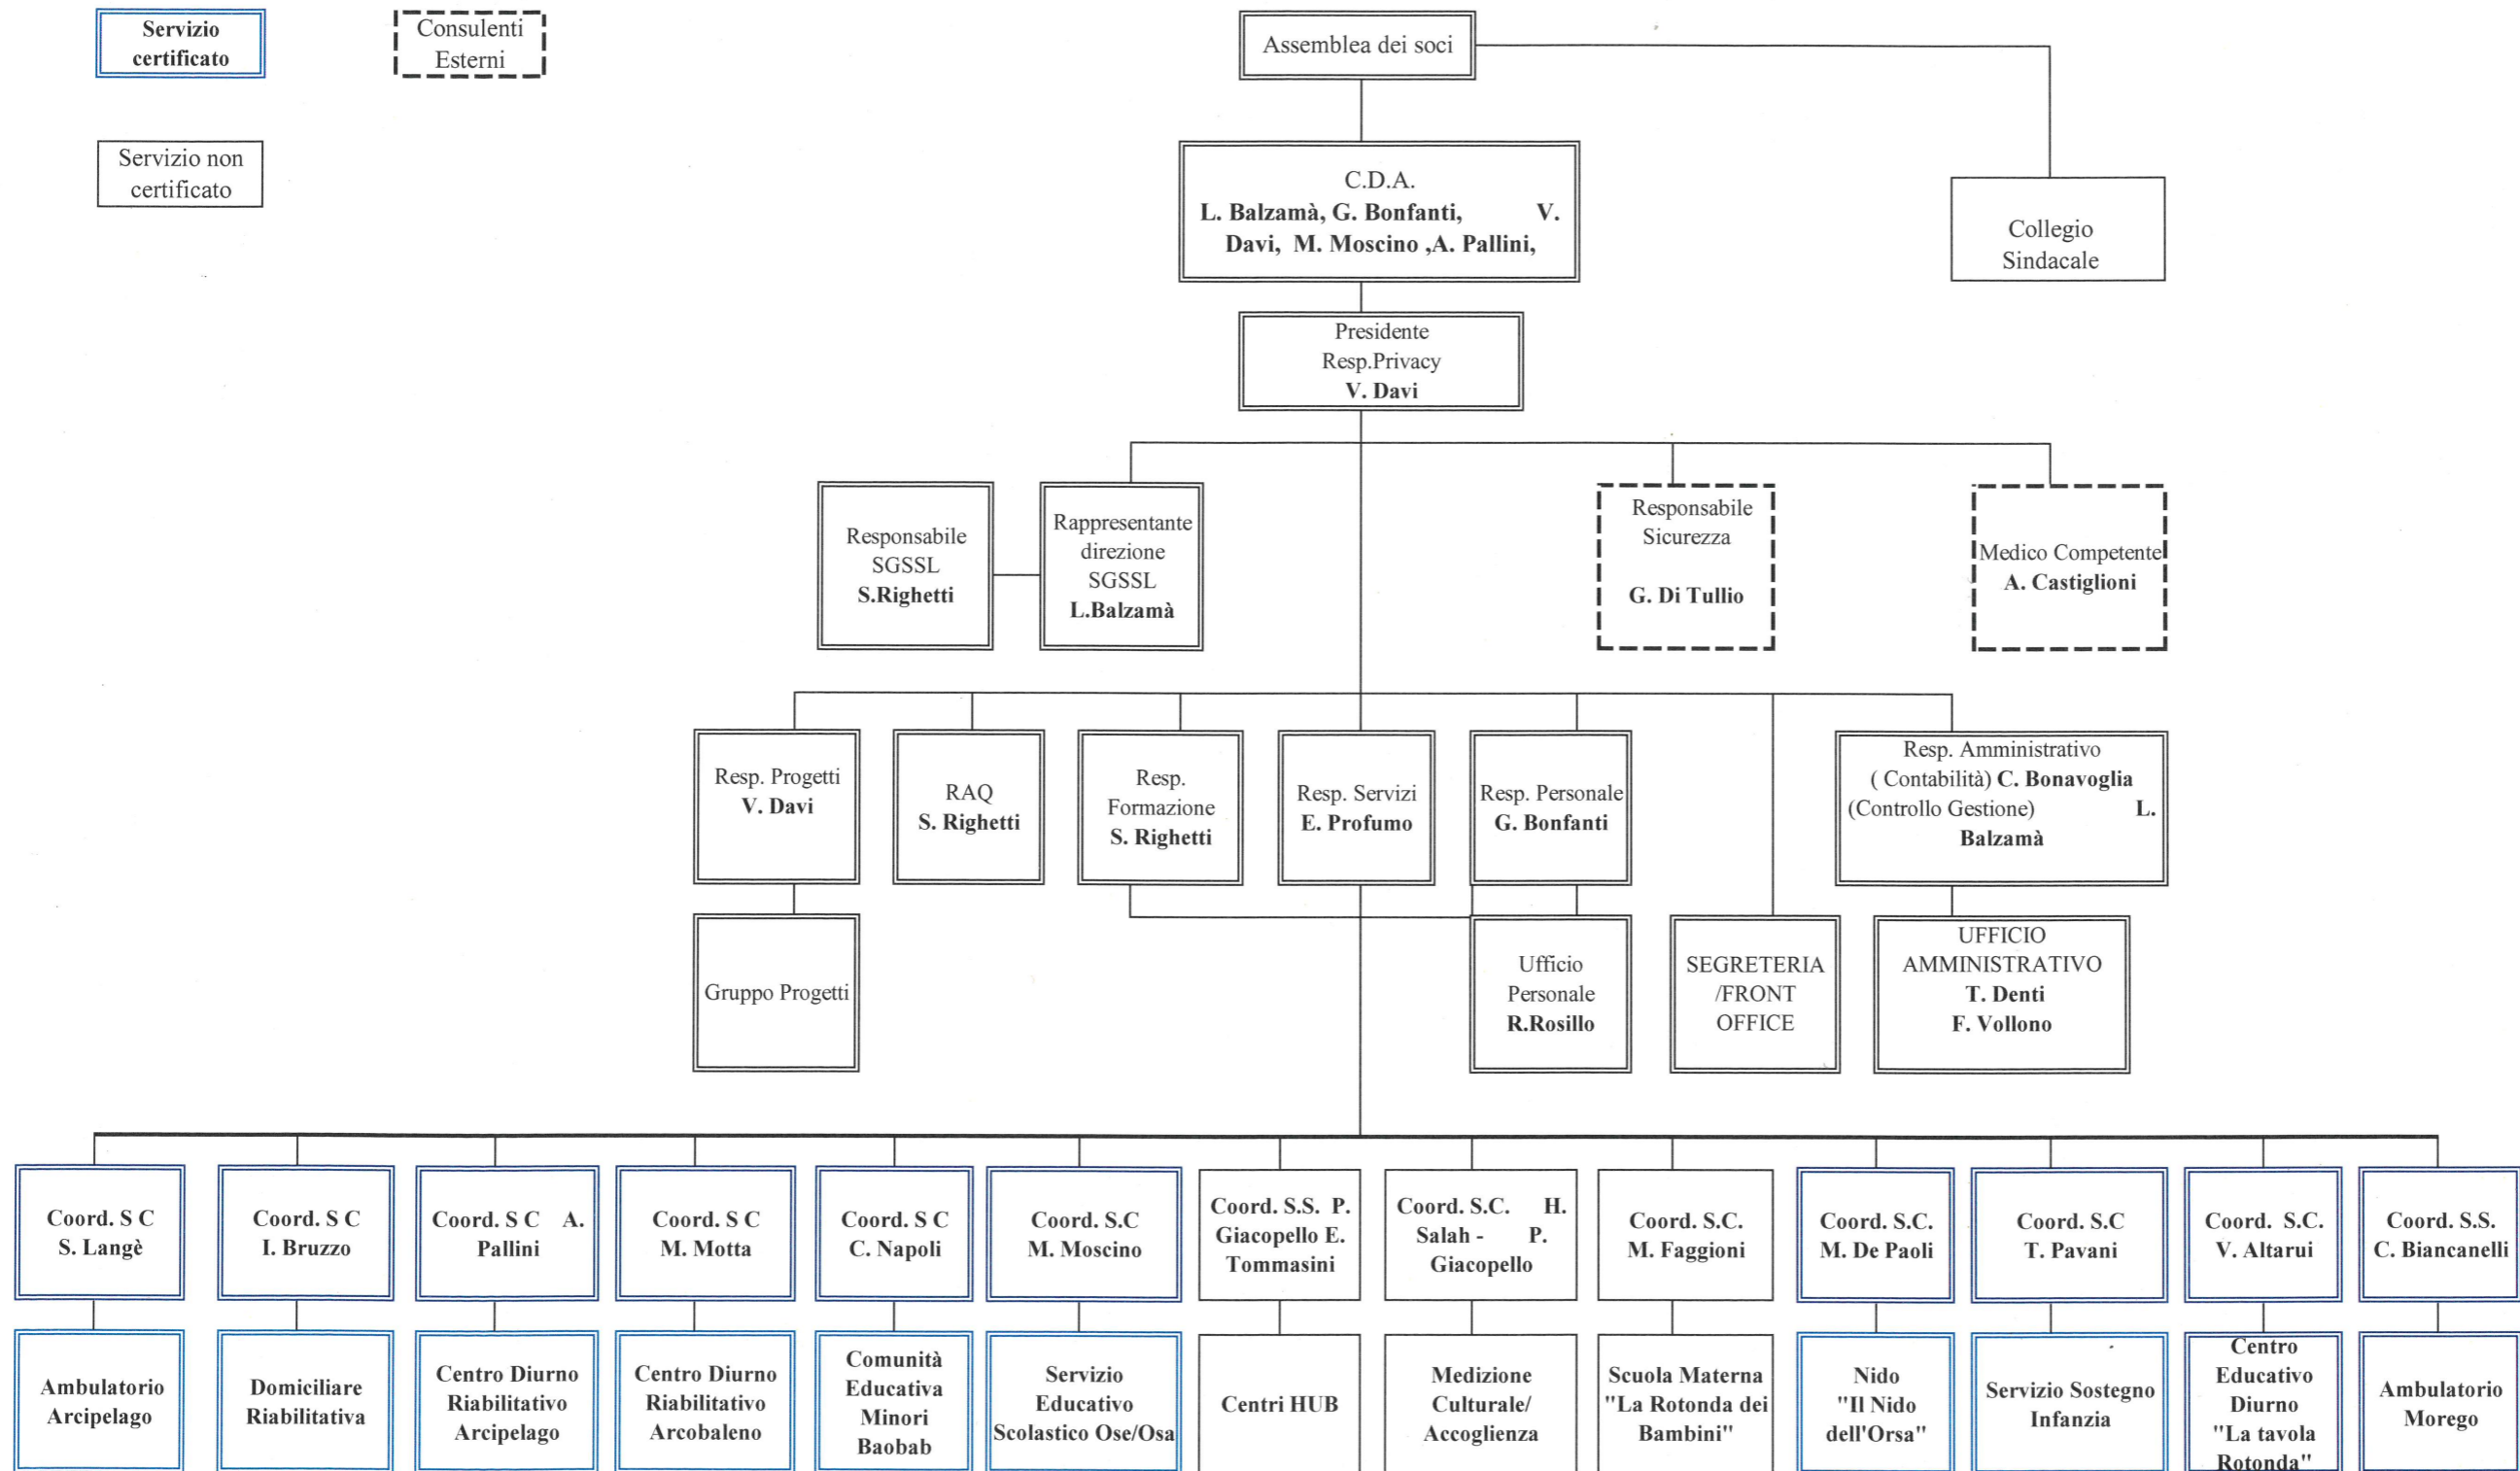 Servizio
certificato
Consulenti
Esterni
Assemblea dei soci
Servizio non
certificato
C.D.A.
L. Balzamà, G. Bonfanti, V.
Davi, M. Moscino ,A. Pallini,
Collegio
Sindacale
Presidente
Resp.Privacy
V. Davi
Responsabile
SGSSL
S.Righetti
Rappresentante
direzione
SGSSL
L.Balzamà
Responsabile
Sicurezza
G. Di Tullio
Medico Competente
A. Castiglioni
Resp. Progetti
V. Davi
RAQ
S. Righetti
Resp.
Formazione
S. Righetti
Resp. Servizi
E. Profumo
Resp. Personale
G. Bonfanti
Resp. Amministrativo
( Contabilità) C. Bonavoglia
(Controllo Gestione) L.
Balzamà
Gruppo Progetti
Ufficio
Personale
R.Rosillo
SEGRETERIA
/FRONT
OFFICE
UFFICIO
AMMINISTRATIVO
T. Denti
F. Vollono
Coord. S C
S. Langè
Coord. S C
I. Bruzzo
Coord. S C A.
Pallini
Coord. S C
M. Motta
Coord. S C
C. Napoli
Coord. S.C
M. Moscino
Coord. S.S. P.
Giacopello E.
Tommasini
Coord. S.C. H.
Salah - P.
Giacopello
Coord. S.C.
M. Faggioni
Coord. S.C.
M. De Paoli
Coord. S.C
T. Pavani
Coord. S.C.
V. Altarui
Coord. S.S.
C. Biancanelli
Ambulatorio
Arcipelago
Domiciliare
Riabilitativa
Centro Diurno
Riabilitativo
Arcipelago
Centro Diurno
Riabilitativo
Arcobaleno
Comunità
Educativa
Minori
Baobab
Servizio
Educativo
Scolastico Ose/Osa
Centri HUB
Medizione
Culturale/
Accoglienza
Scuola Materna
"La Rotonda dei
Bambini"
Nido
"Il Nido
dell'Orsa"
Servizio Sostegno
Infanzia
Centro
Educativo
Diurno
"La tavola
Rotonda"
Ambulatorio
Morego